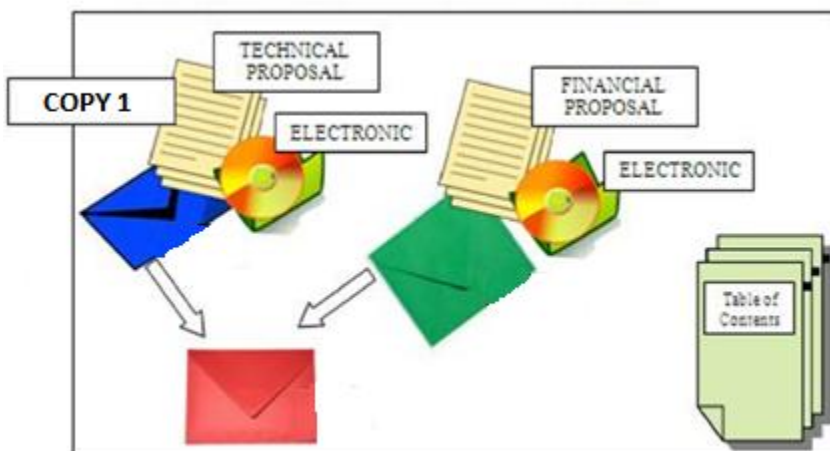 TECHNICAL
PROPOSAL
COPY 1
ELECTRONIC
FINANCIAL
PROPOSAL
ELECTRONIC
Table of
Contents